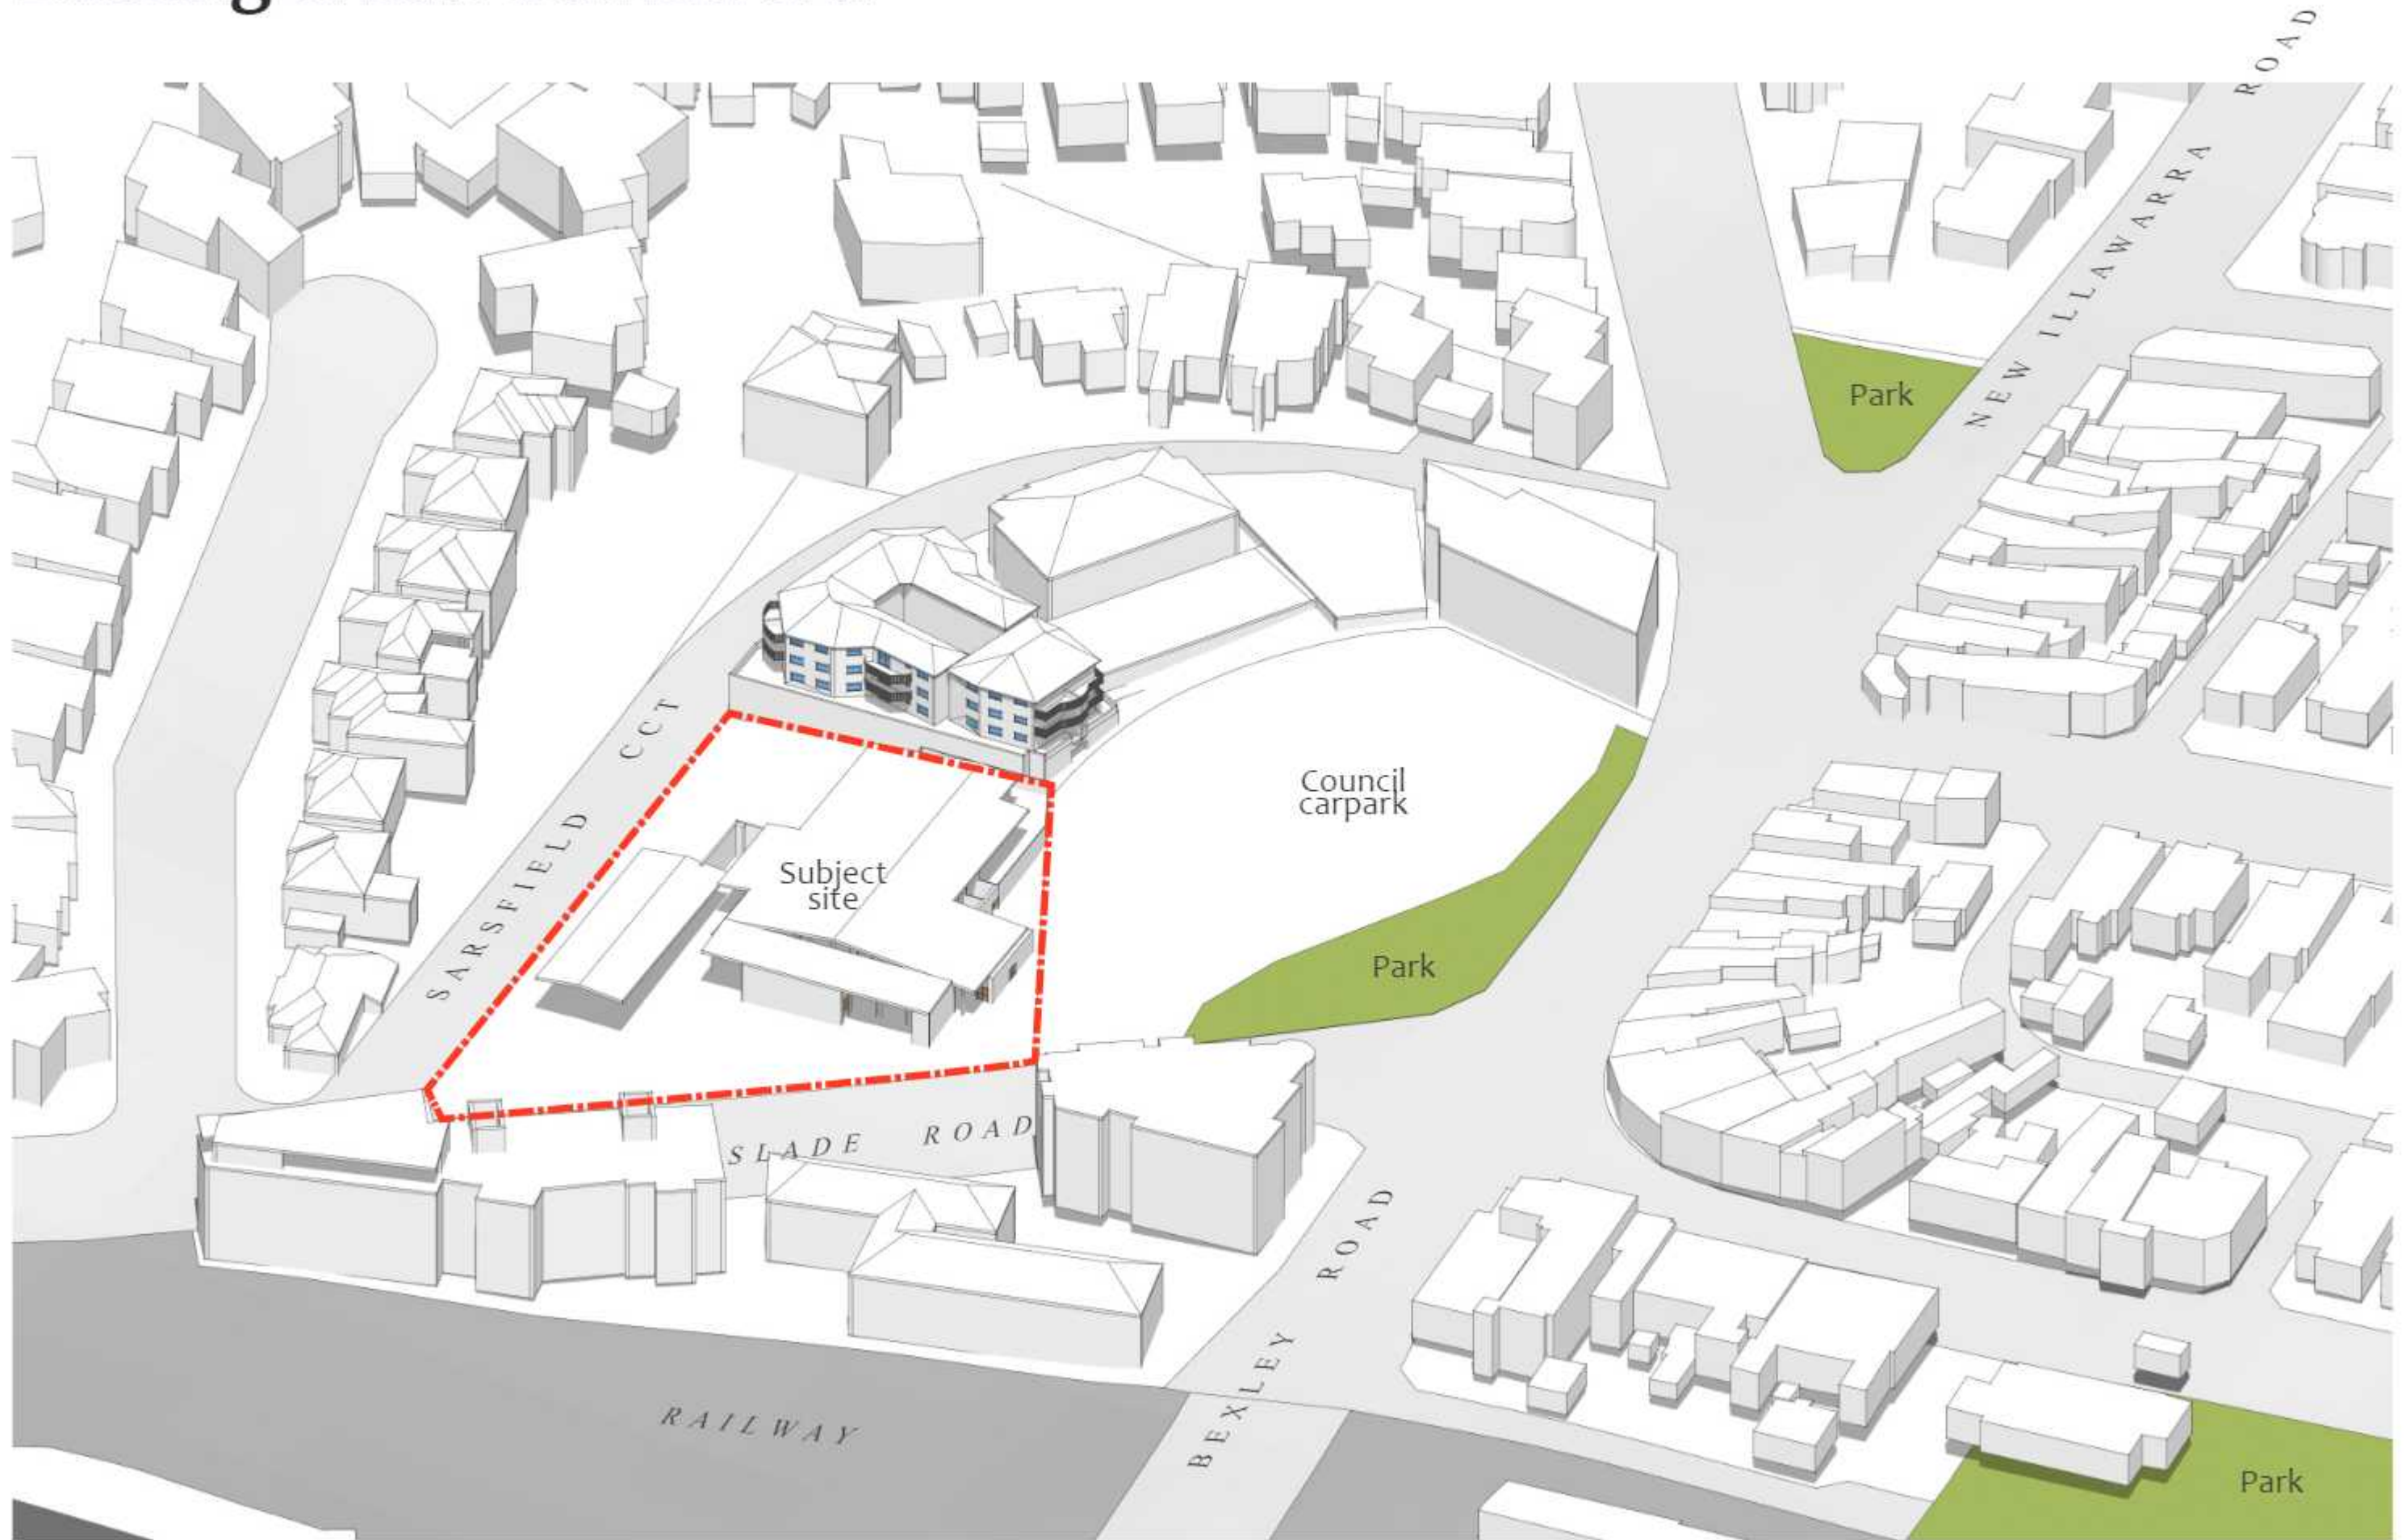 NEW ILLAWARRA ROAD
Park
SARSFIELD CCT
Council
carpark
Subject
site
Park
SLADE ROAD
BEXLEY ROAD
RAILWAY
Park